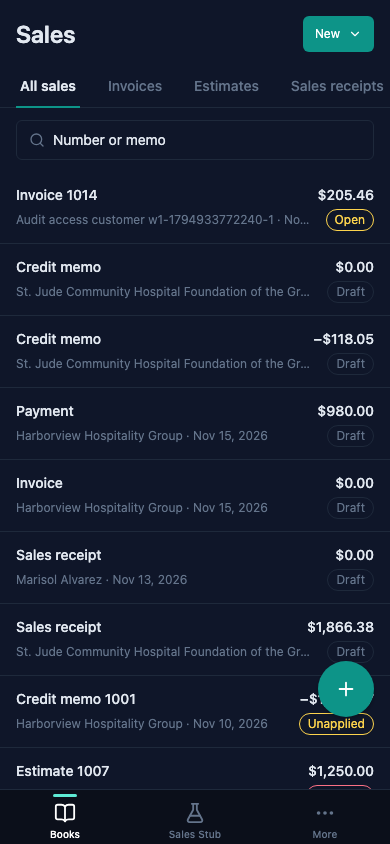 Sales
New
All sales Invoices Estimates Sales receipts
Number or memo
Invoice 1014 $205.46
Audit access customer w1-1794933772240-1 · No... Open
Credit memo $0.00
St. Jude Community Hospital Foundation of the Gr... Draft
Credit memo −$118.05
St. Jude Community Hospital Foundation of the Gr... Draft
Payment $980.00
Harborview Hospitality Group · Nov 15, 2026 Draft
Invoice $0.00
Harborview Hospitality Group · Nov 15, 2026 Draft
Sales receipt $0.00
Marisol Alvarez · Nov 13, 2026 Draft
Sales receipt $1,866.38
St. Jude Community Hospital Foundation of the Gr... Draft
Credit memo 1001
Harborview Hospitality Group · Nov 10, 2026 Unapplied
Estimate 1007 $1,250.00
Books Sales Stub More